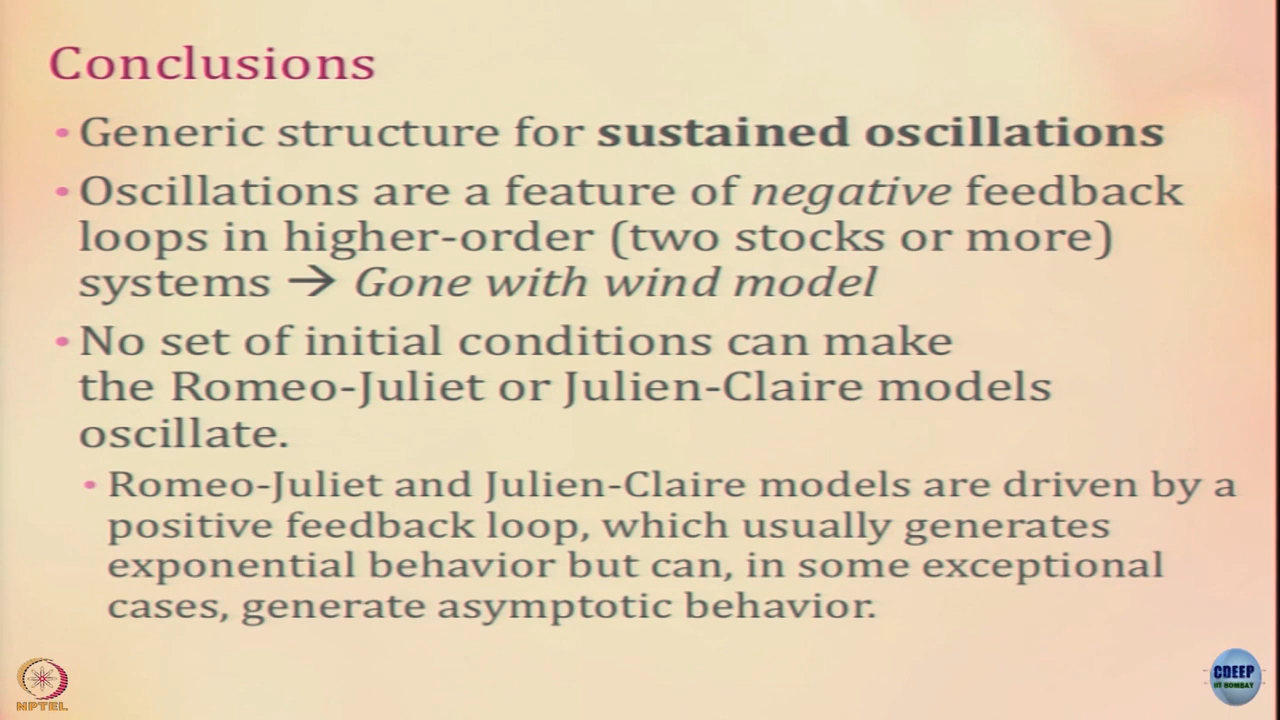 Conclusions
• Generic structure for sustained oscillations
• Oscillations are a feature of negative feedback
loops in higher-order (two stocks or more)
systems → Gone with wind model
• No set of initial conditions can make
the Romeo-Juliet or Julien-Claire models
oscillate.
• Romeo-Juliet and Julien-Claire models are driven by a
positive feedback loop, which usually generates
exponential behavior but can, in some exceptional
cases, generate asymptotic behavior.
NPTEL
CDEEP
IIT BOMBAY